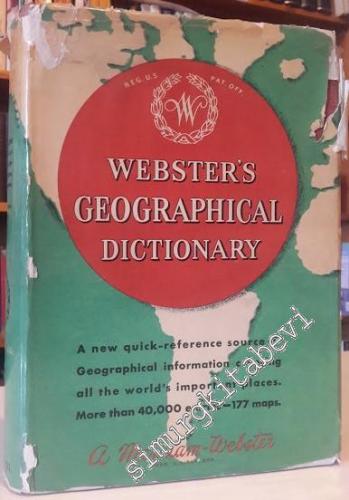 REG. U.S. PAT. OFF.
W
WEBSTER'S
GEOGRAPHICAL
DICTIONARY
A new quick-reference source
Geographical information
all the world's important places.
More than 40,000 —177 maps.
A Merriam-Webster
simurgkitabevi